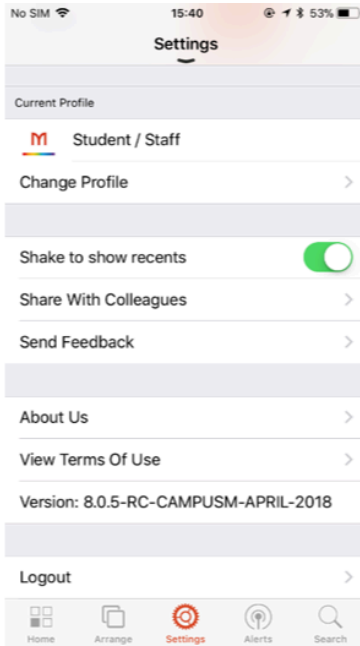 No SIM 15:40 53%
Settings
Current Profile
m Student / Staff
Change Profile
Shake to show recents
Share With Colleagues
Send Feedback
About Us
View Terms Of Use
Version: 8.0.5-RC-CAMPUSM-APRIL-2018
Logout
Home Arrange Settings Alerts Search